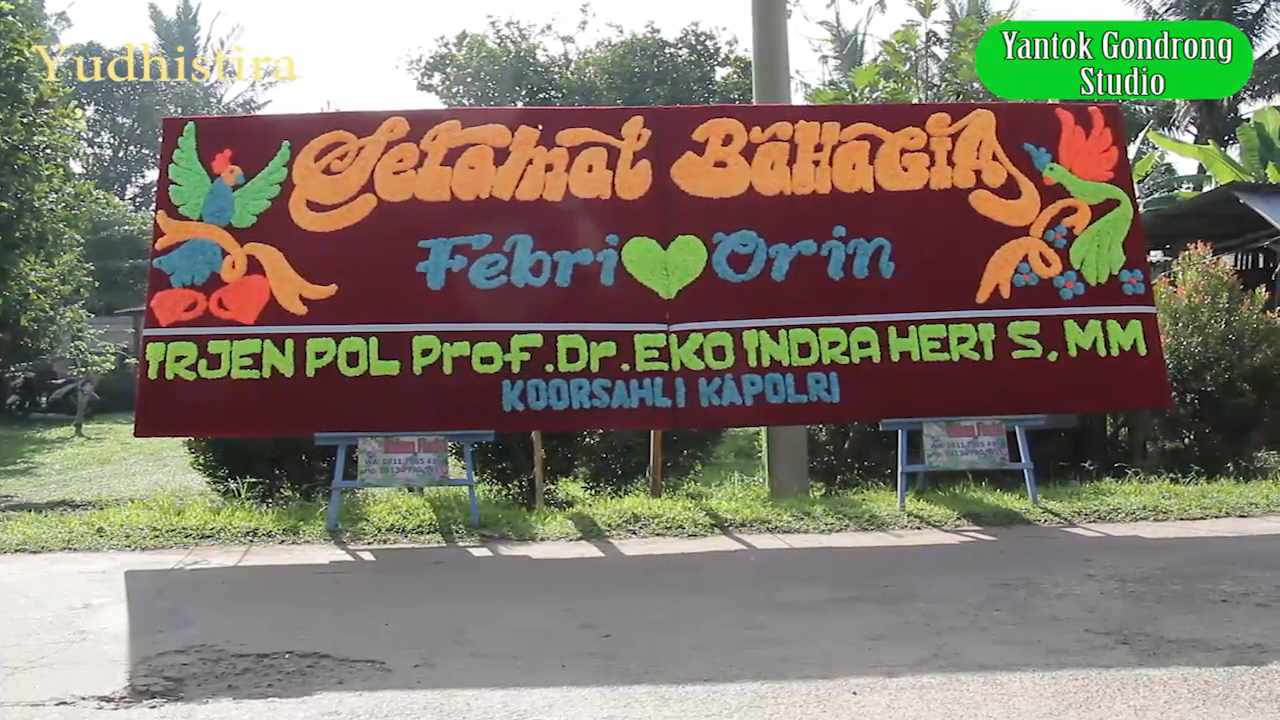 Yudhistira
Yantok Gondrong
Studio
Selamat BaHaGIA
Febri Orin
IRJEN POL Prof.Dr.EKO INDRA HERI S, MM
KOORSAHLI KAPOLRI